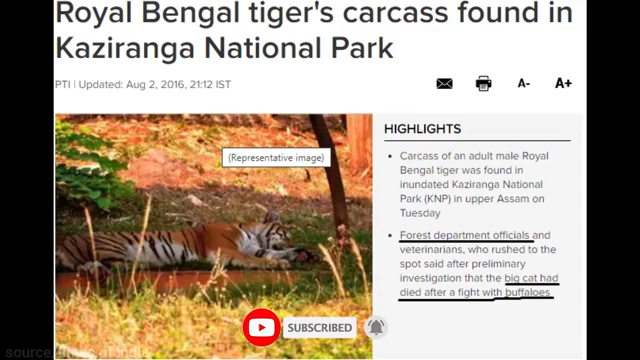 Royal Bengal tiger's carcass found in
Kaziranga National Park
PTI | Updated: Aug 2, 2016, 21:12 IST
A-
A+
(Representative image)
HIGHLIGHTS
• Carcass of an adult male Royal
Bengal tiger was found in
inundated Kaziranga National
Park (KNP) in upper Assam on
Tuesday
• Forest department officials and
veterinarians, who rushed to the
spot said after preliminary
investigation that the big cat had
died after a fight with buffaloes
SUBSCRIBED
source: